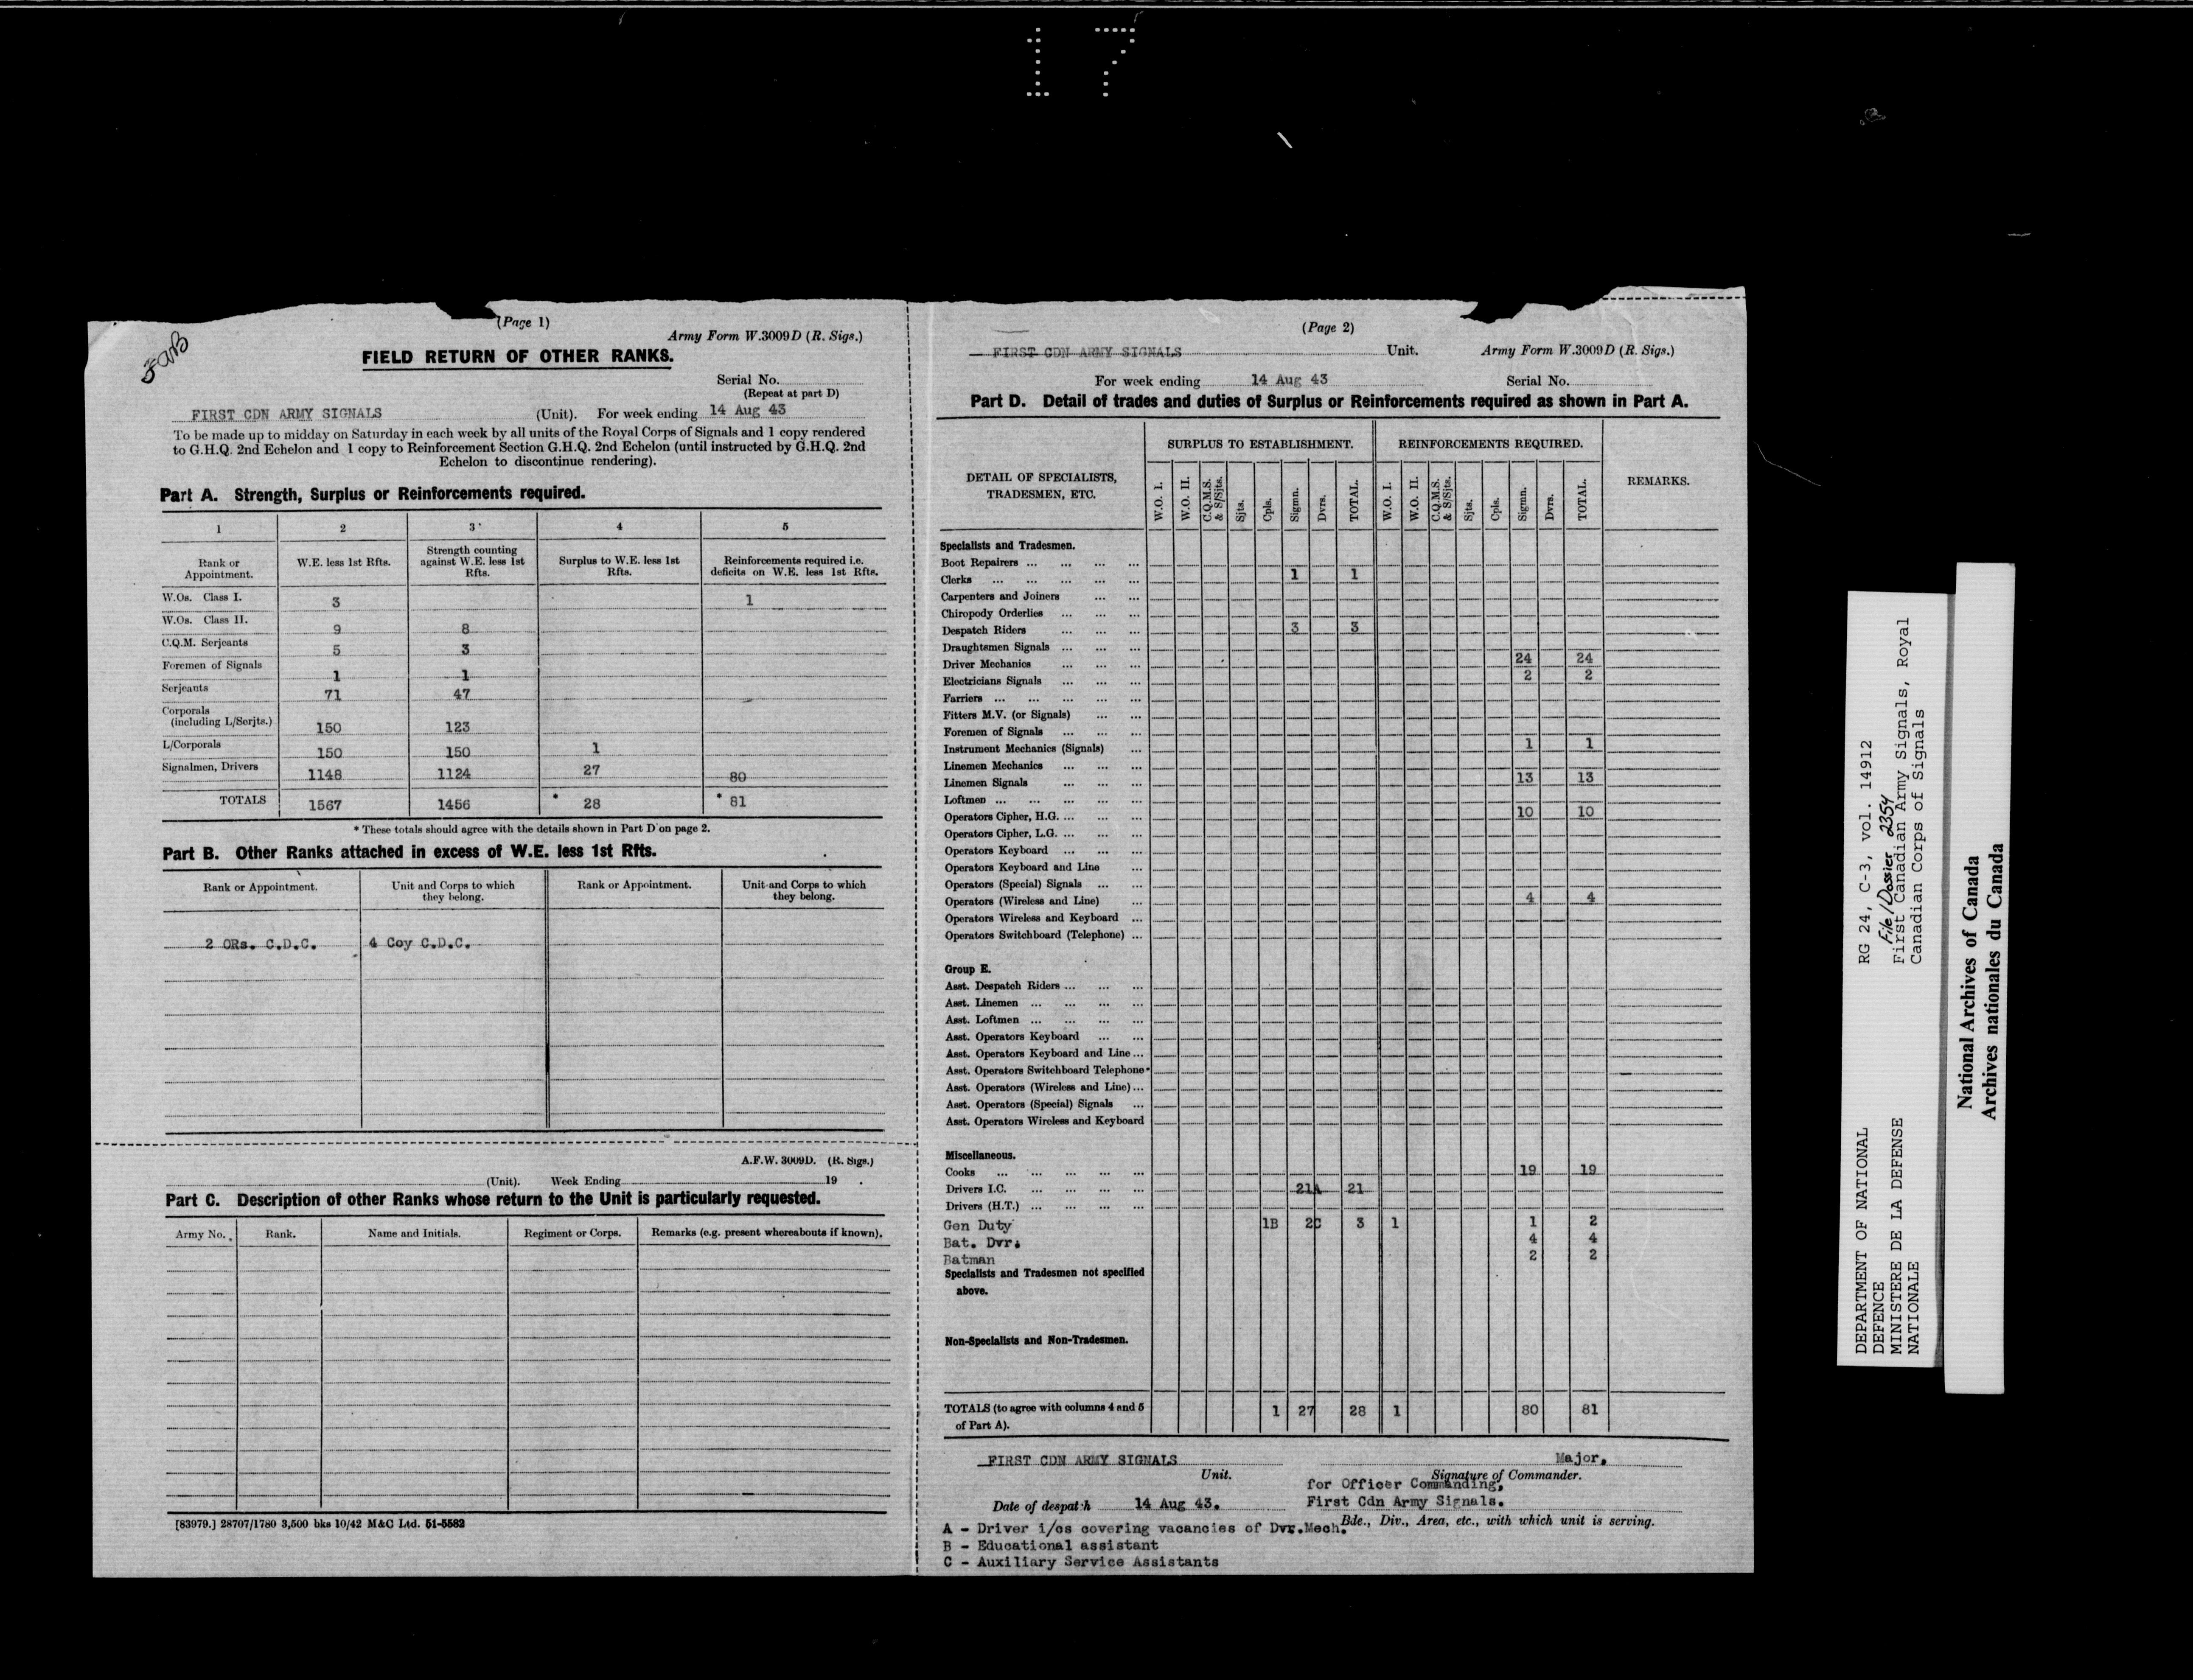 17
(Page 1)
Army Form W.3009D (R. Sigs.)
FIELD RETURN OF OTHER RANKS.
Serial No.
(Repeat at part D)
FIRST CDN ARMY SIGNALS (Unit). For week ending 14 Aug 43
To be made up to midday on Saturday in each week by all units of the Royal Corps of Signals and 1 copy rendered
to G.H.Q. 2nd Echelon and 1 copy to Reinforcement Section G.H.Q. 2nd Echelon (until instructed by G.H.Q. 2nd
Echelon to discontinue rendering).
Part A. Strength, Surplus or Reinforcements required.
1 2 3 4 5
Rank or Appointment. W.E. less 1st Rfts. Strength counting against W.E. less 1st Rfts. Surplus to W.E. less 1st Rfts. Reinforcements required i.e. deficits on W.E. less 1st Rfts.
W.Os. Class I. 3 1
W.Os. Class II. 9 8
C.Q.M. Serjeants 5 3
Foremen of Signals 1 1
Serjeants 71 47
Corporals
(including L/Serjts.) 150 123
L/Corporals 150 150 1
Signalmen, Drivers 1148 1124 27 80
TOTALS 1567 1456 * 28 * 81
* These totals should agree with the details shown in Part D on page 2.
Part B. Other Ranks attached in excess of W.E. less 1st Rfts.
Rank or Appointment. Unit and Corps to which they belong. Rank or Appointment. Unit and Corps to which they belong.
2 ORs. C.D.C. 4 Coy C.D.C.
A.F.W. 3009D. (R. Sigs.)
(Unit). Week Ending 19 .
Part C. Description of other Ranks whose return to the Unit is particularly requested.
Army No. Rank. Name and Initials. Regiment or Corps. Remarks (e.g. present whereabouts if known).
[83979.] 28707/1780 3,500 bks 10/42 M&C Ltd. 51-5582
(Page 2)
FIRST CDN ARMY SIGNALS Unit. Army Form W.3009D (R. Sigs.)
For week ending 14 Aug 43 Serial No.
Part D. Detail of trades and duties of Surplus or Reinforcements required as shown in Part A.
DETAIL OF SPECIALISTS, TRADESMEN, ETC. SURPLUS TO ESTABLISHMENT. REINFORCEMENTS REQUIRED. REMARKS.
W.O. I. W.O. II. C.Q.M.S. & S/Sjts. Sjts. Cpls. Sigmn. Dvrs. TOTAL. W.O. I. W.O. II. C.Q.M.S. & S/Sjts. Sjts. Cpls. Sigmn. Dvrs. TOTAL.
Specialists and Tradesmen.
Boot Repairers ... ... ... ...
Clerks ... ... ... ... ... 1 1
Carpenters and Joiners ... ...
Chiropody Orderlies ... ... ...
Despatch Riders ... ... ... 3 3
Draughtsmen Signals ... ... ...
Driver Mechanics ... ... ... 24 24
Electricians Signals ... ... ... 2 2
Farriers ... ... ... ... ...
Fitters M.V. (or Signals) ... ...
Foremen of Signals ... ... ...
Instrument Mechanics (Signals) ... 1 1
Linemen Mechanics ... ... ...
Linemen Signals ... ... ... 13 13
Loftmen ... ... ... ... ...
Operators Cipher, H.G. ... ... ... 10 10
Operators Cipher, L.G. ... ... ...
Operators Keyboard ... ... ...
Operators Keyboard and Line ...
Operators (Special) Signals ... ...
Operators (Wireless and Line) ... 4 4
Operators Wireless and Keyboard ...
Operators Switchboard (Telephone) ...
Group E.
Asst. Despatch Riders ... ... ...
Asst. Linemen ... ... ... ...
Asst. Loftmen ... ... ... ...
Asst. Operators Keyboard ... ...
Asst. Operators Keyboard and Line ...
Asst. Operators Switchboard Telephone
Asst. Operators (Wireless and Line) ...
Asst. Operators (Special) Signals ...
Asst. Operators Wireless and Keyboard
Miscellaneous.
Cooks ... ... ... ... ... 19 19
Drivers I.C. ... ... ... ... 21A 21
Drivers (H.T.) ... ... ... ...
Gen Duty 1B 2C 3 1 1 2
Bat. Dvr. 4 4
Batman 2 2
Specialists and Tradesmen not specified
above.
Non-Specialists and Non-Tradesmen.
TOTALS (to agree with columns 4 and 5
of Part A). 1 27 28 1 80 81
FIRST CDN ARMY SIGNALS Major.
Unit. Signature of Commander.
for Officer Commanding,
Date of despatch 14 Aug 43. First Cdn Army Signals.
Bde., Div., Area, etc., with which unit is serving.
A - Driver i/cs covering vacancies of Dvr.Mech.
B - Educational assistant
C - Auxiliary Service Assistants
DEPARTMENT OF NATIONAL
DEFENCE
MINISTERE DE LA DEFENSE
NATIONALE
RG 24, C-3, vol. 14912
File/Dossier 2354
First Canadian Army Signals, Royal
Canadian Corps of Signals
National Archives of Canada
Archives nationales du Canada